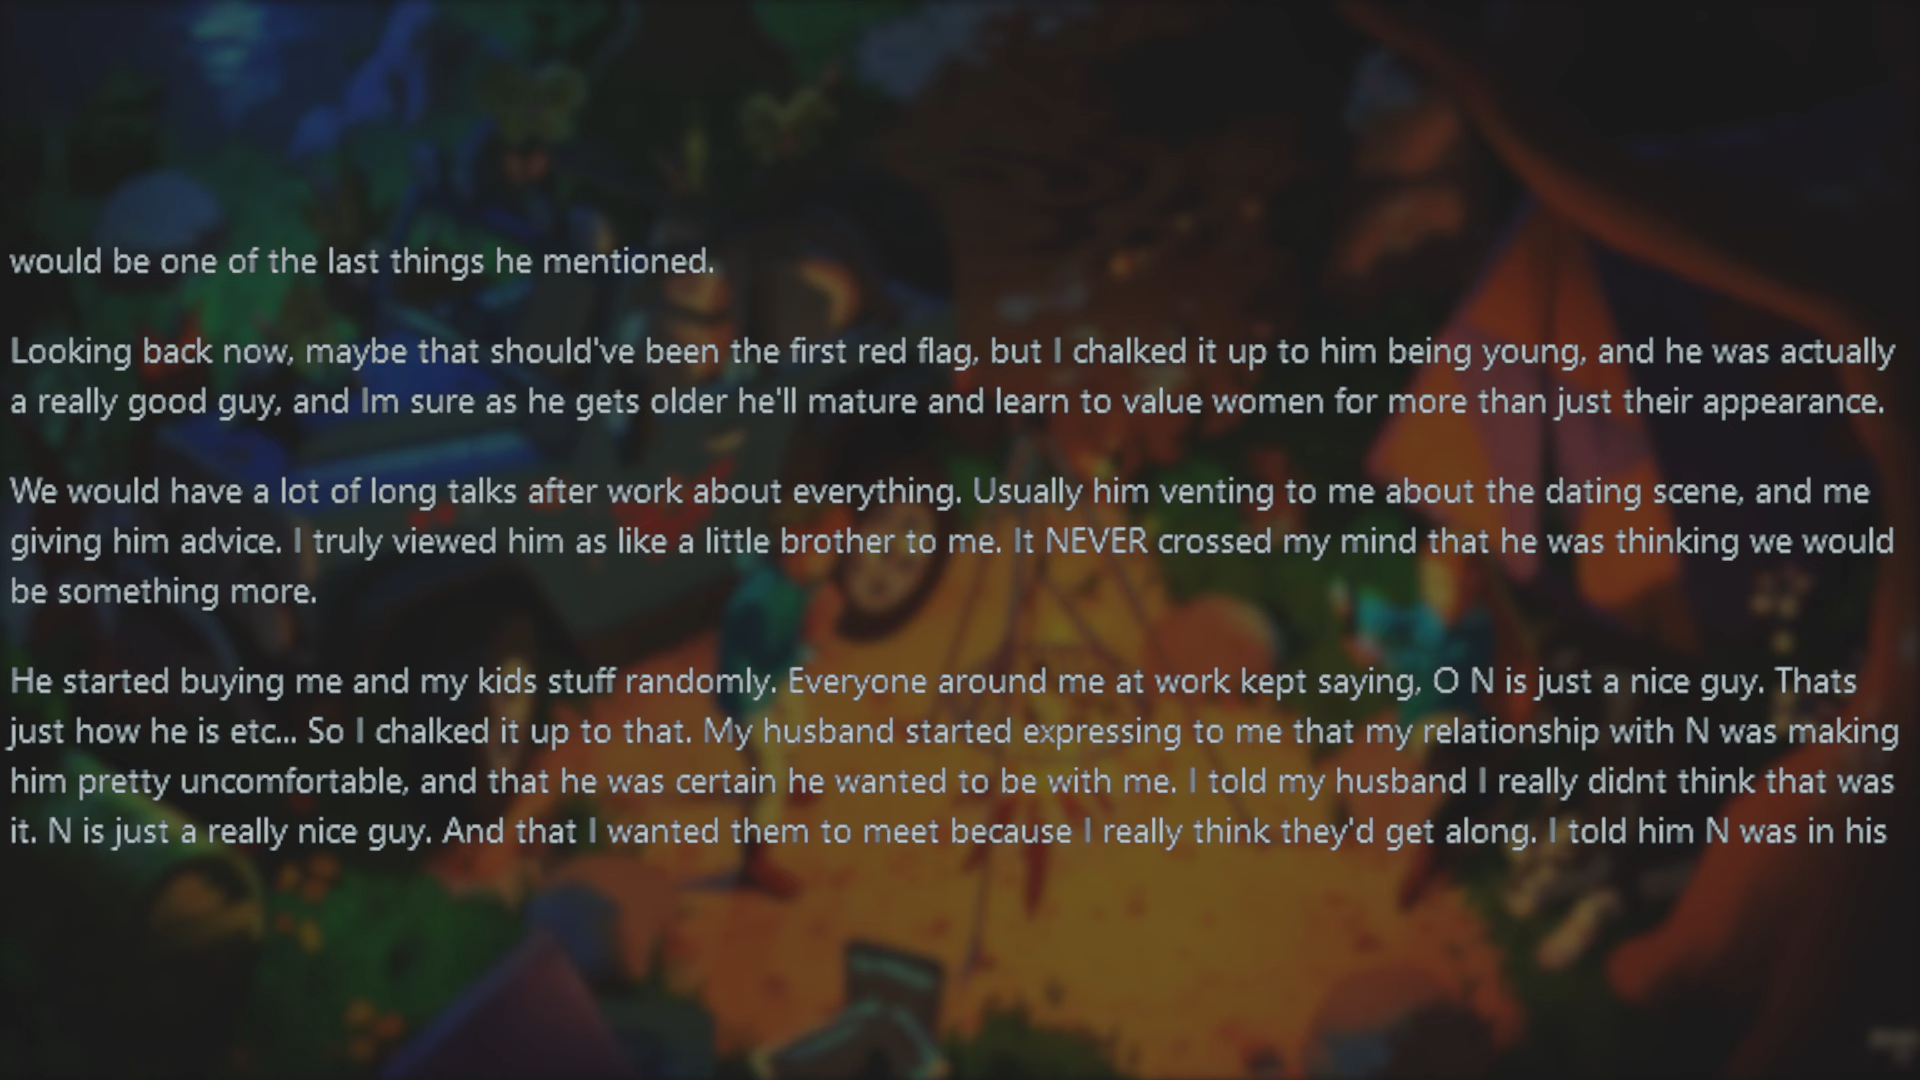 would be one of the last things he mentioned.
Looking back now, maybe that should've been the first red flag, but I chalked it up to him being young, and he was actually
a really good guy, and Im sure as he gets older he'll mature and learn to value women for more than just their appearance.
We would have a lot of long talks after work about everything. Usually him venting to me about the dating scene, and me
giving him advice. I truly viewed him as like a little brother to me. It NEVER crossed my mind that he was thinking we would
be something more.
He started buying me and my kids stuff randomly. Everyone around me at work kept saying, O N is just a nice guy. Thats
just how he is etc... So I chalked it up to that. My husband started expressing to me that my relationship with N was making
him pretty uncomfortable, and that he was certain he wanted to be with me. I told my husband I really didnt think that was
it. N is just a really nice guy. And that I wanted them to meet because I really think they'd get along. I told him N was in his